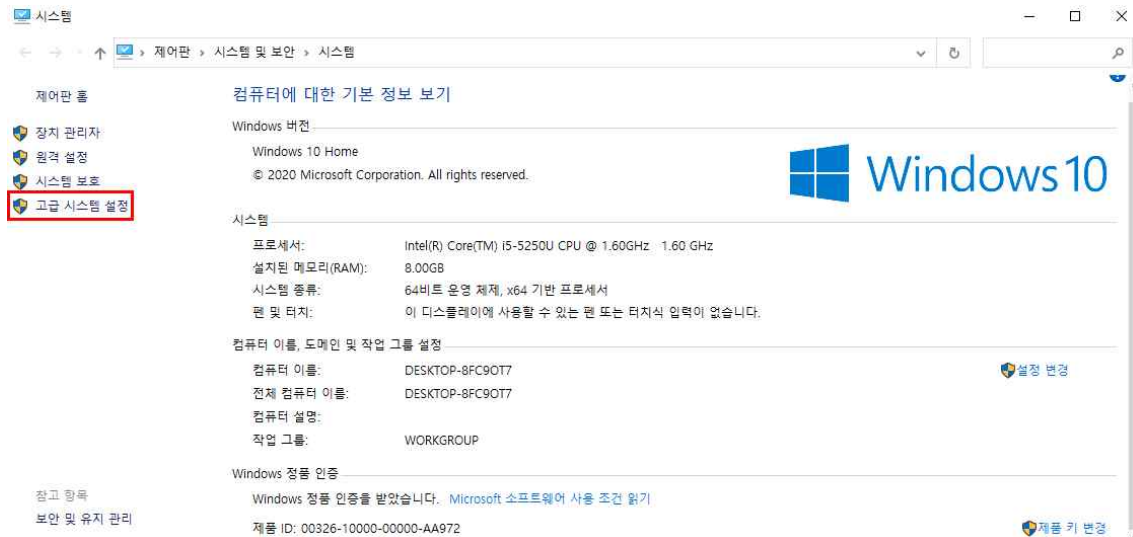 시스템
제어판 › 시스템 및 보안 › 시스템
제어판 홈
장치 관리자
원격 설정
시스템 보호
고급 시스템 설정
참고 항목
보안 및 유지 관리
컴퓨터에 대한 기본 정보 보기
Windows 버전
Windows 10 Home
© 2020 Microsoft Corporation. All rights reserved.
Windows 10
시스템
프로세서: Intel(R) Core(TM) i5-5250U CPU @ 1.60GHz 1.60 GHz
설치된 메모리(RAM): 8.00GB
시스템 종류: 64비트 운영 체제, x64 기반 프로세서
펜 및 터치: 이 디스플레이에 사용할 수 있는 펜 또는 터치식 입력이 없습니다.
컴퓨터 이름, 도메인 및 작업 그룹 설정
컴퓨터 이름: DESKTOP-8FC9OT7
설정 변경
전체 컴퓨터 이름: DESKTOP-8FC9OT7
컴퓨터 설명:
작업 그룹: WORKGROUP
Windows 정품 인증
Windows 정품 인증을 받았습니다. Microsoft 소프트웨어 사용 조건 읽기
제품 ID: 00326-10000-00000-AA972
제품 키 변경